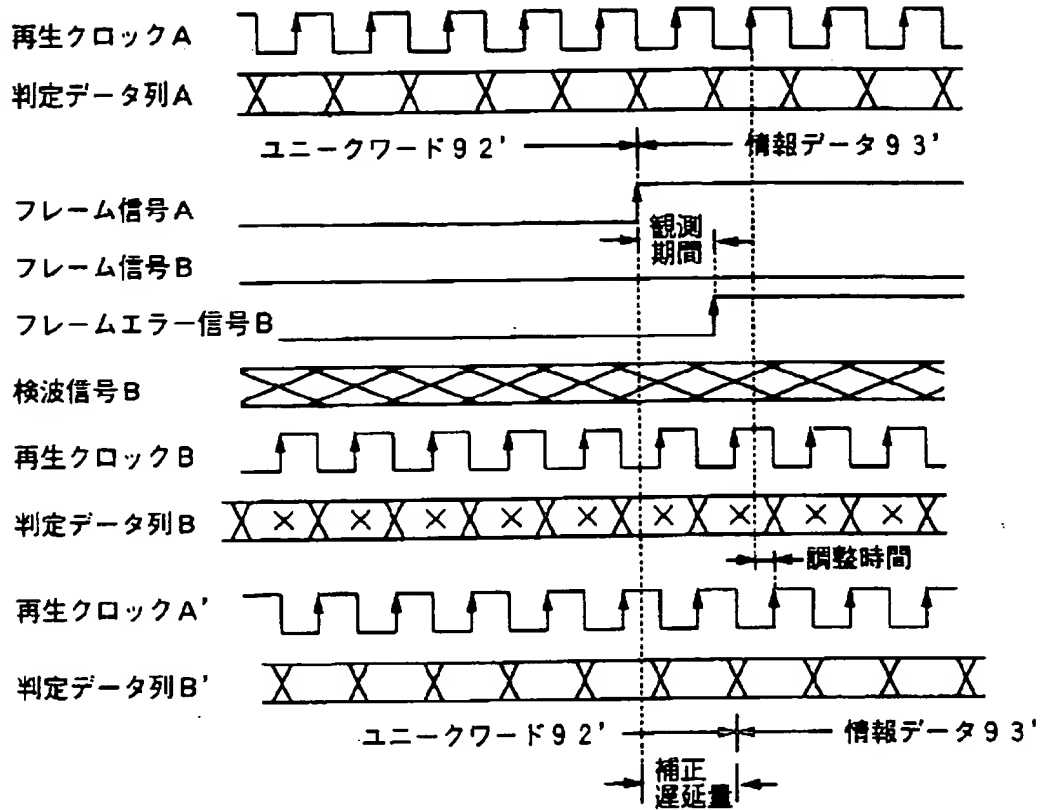 再生クロックA
判定データ列A
ユニークワード92' 情報データ93'
フレーム信号A
観測
期間
フレーム信号B
フレームエラー信号B
検波信号B
再生クロックB
判定データ列B
調整時間
再生クロックA'
判定データ列B'
ユニークワード92' 情報データ93'
補正
遅延量